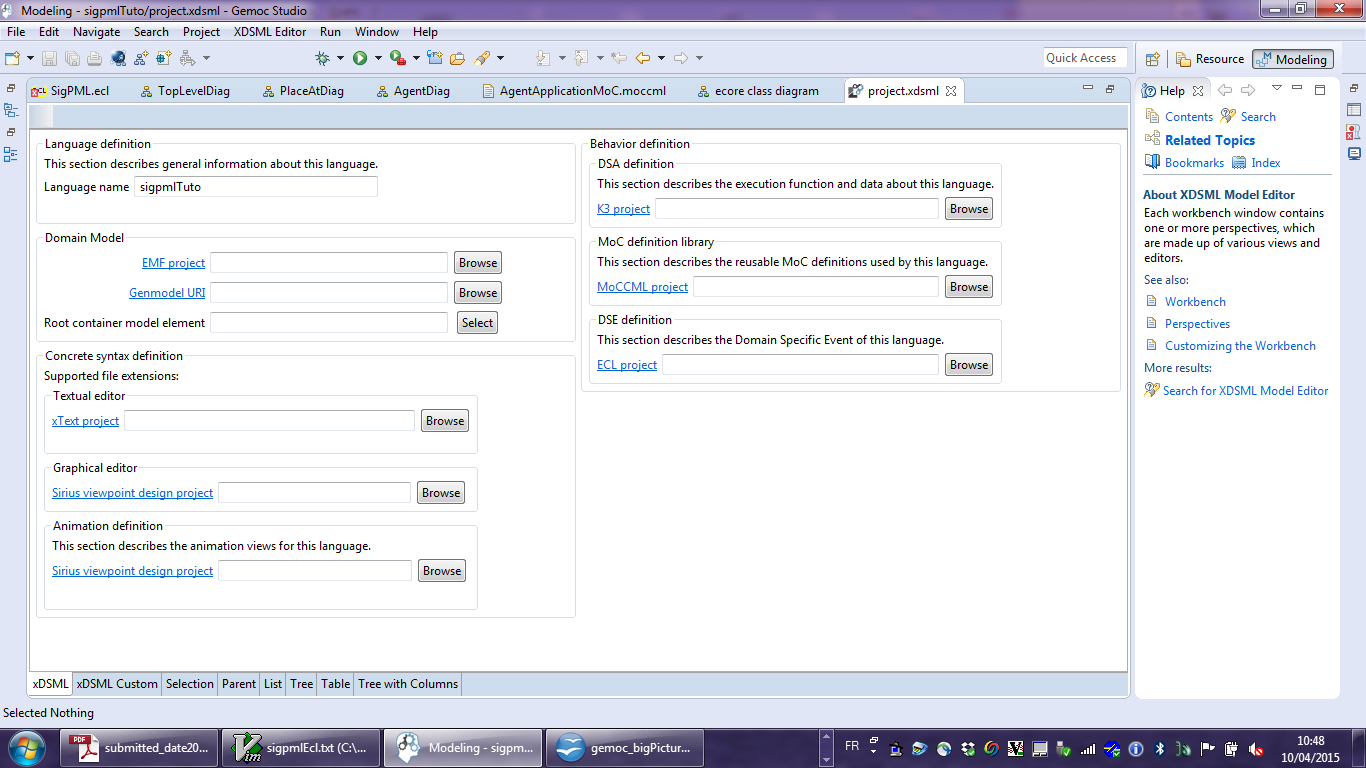 Modeling - sigpmlTuto/project.xdsml - Gemoc Studio
File Edit Navigate Search Project XDSML Editor Run Window Help
Quick Access
Resource
Modeling
SigPML.ecl
TopLevelDiag
PlaceAtDiag
AgentDiag
AgentApplicationMoC.moccml
ecore class diagram
project.xdsml
Language definition
This section describes general information about this language.
Language name sigpmlTuto
Domain Model
EMF project Browse
Genmodel URI Browse
Root container model element Select
Concrete syntax definition
Supported file extensions:
Textual editor
xText project Browse
Graphical editor
Sirius viewpoint design project Browse
Animation definition
This section describes the animation views for this language.
Sirius viewpoint design project Browse
Behavior definition
DSA definition
This section describes the execution function and data about this language.
K3 project Browse
MoC definition library
This section describes the reusable MoC definitions used by this language.
MoCCML project Browse
DSE definition
This section describes the Domain Specific Event of this language.
ECL project Browse
Help
Contents Search
Related Topics
Bookmarks Index
About XDSML Model Editor
Each workbench window contains
one or more perspectives, which
are made up of various views and
editors.
See also:
Workbench
Perspectives
Customizing the Workbench
More results:
Search for XDSML Model Editor
xDSML xDSML Custom Selection Parent List Tree Table Tree with Columns
Selected Nothing
submitted_date20...
sigpmlEcl.txt (C:\...
Modeling - sigpm...
gemoc_bigPictur...
FR
10:48
10/04/2015